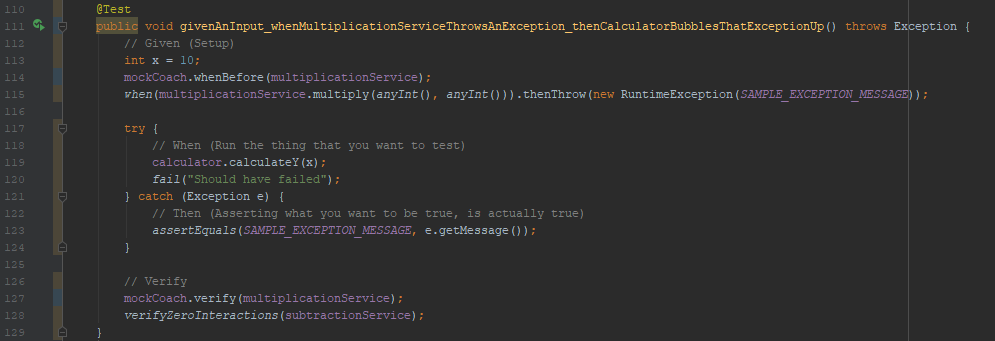 110 @Test
111 public void givenAnInput_whenMultiplicationServiceThrowsAnException_thenCalculatorBubblesThatExceptionUp() throws Exception {
112 // Given (Setup)
113 int x = 10;
114 mockCoach.whenBefore(multiplicationService);
115 when(multiplicationService.multiply(anyInt(), anyInt())).thenThrow(new RuntimeException(SAMPLE_EXCEPTION_MESSAGE));
116
117 try {
118 // When (Run the thing that you want to test)
119 calculator.calculateY(x);
120 fail("Should have failed");
121 } catch (Exception e) {
122 // Then (Asserting what you want to be true, is actually true)
123 assertEquals(SAMPLE_EXCEPTION_MESSAGE, e.getMessage());
124 }
125
126 // Verify
127 mockCoach.verify(multiplicationService);
128 verifyZeroInteractions(subtractionService);
129 }